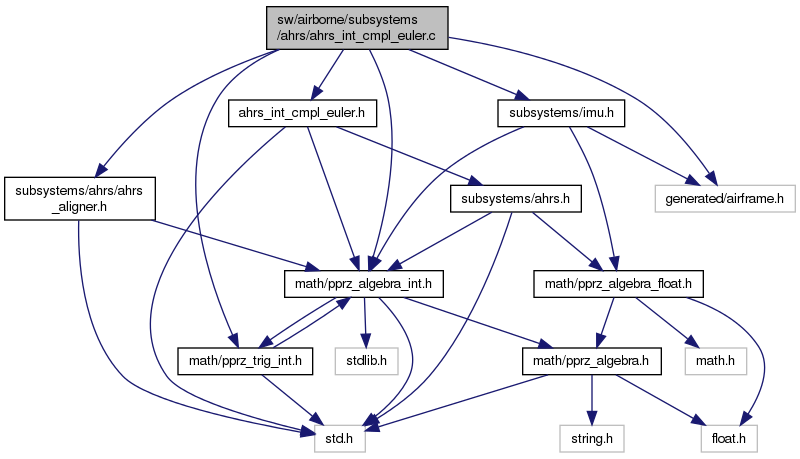 sw/airborne/subsystems
/ahrs/ahrs_int_cmpl_euler.c
ahrs_int_cmpl_euler.h
subsystems/imu.h
subsystems/ahrs/ahrs
_aligner.h
subsystems/ahrs.h
generated/airframe.h
math/pprz_algebra_int.h
math/pprz_algebra_float.h
math/pprz_trig_int.h
stdlib.h
math/pprz_algebra.h
math.h
std.h
string.h
float.h